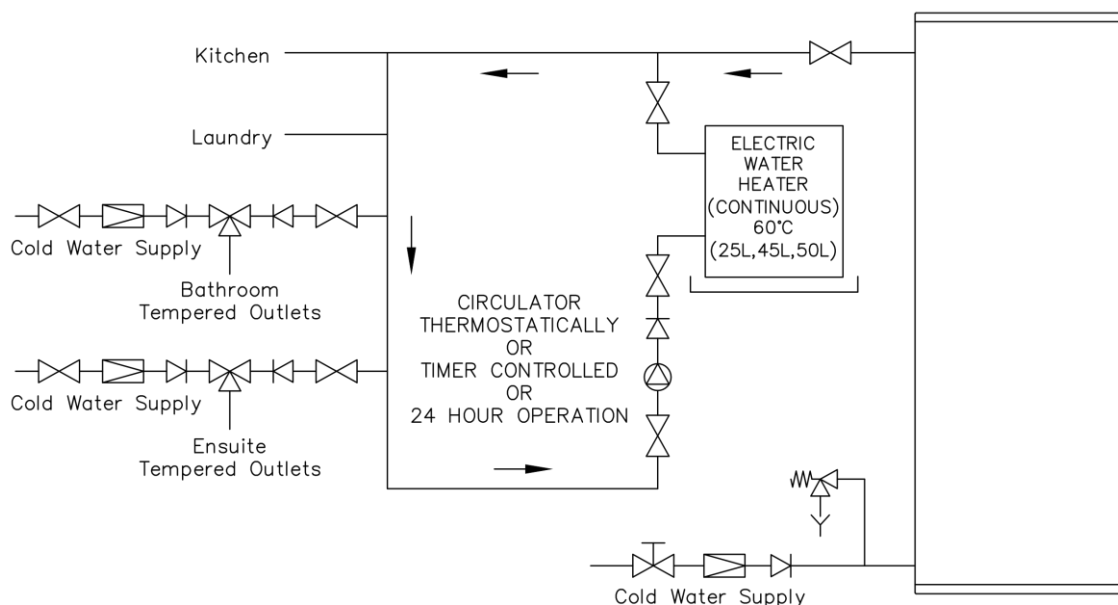 Kitchen
Laundry
Cold Water Supply
Bathroom
Tempered Outlets
Cold Water Supply
Ensuite
Tempered Outlets
CIRCULATOR
THERMOSTATICALLY
OR
TIMER CONTROLLED
OR
24 HOUR OPERATION
ELECTRIC
WATER
HEATER
(CONTINUOUS)
60°C
(25L,45L,50L)
Cold Water Supply